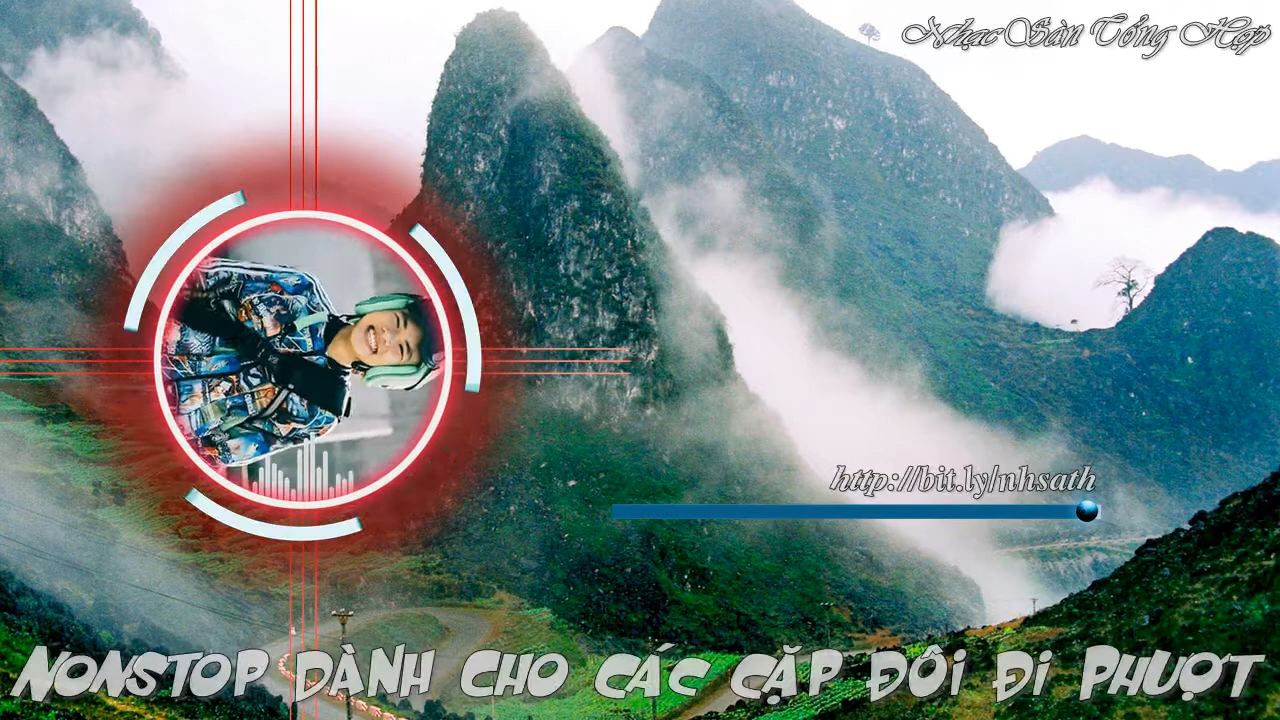 Nhạc Sàn Tổng Hợp
http://bit.ly/nhsath
NONSTOP DÀNH CHO CÁC CẶP ĐÔI ĐI PHƯỢT